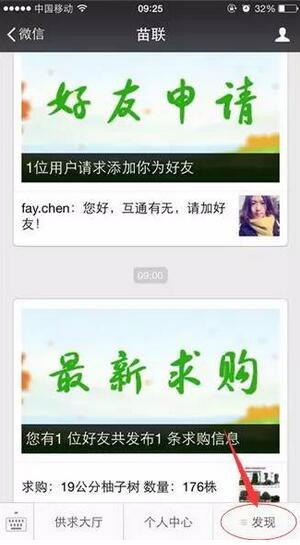 中国移动
09:25
32%
微信
苗联
好友申请
1位用户请求添加你为好友
fay.chen：您好，互通有无，请加好
友！
09:00
最新求购
您有1 位好友共发布1 条求购信息
求购：19公分柚子树 数量：176株
供求大厅
个人中心
发现